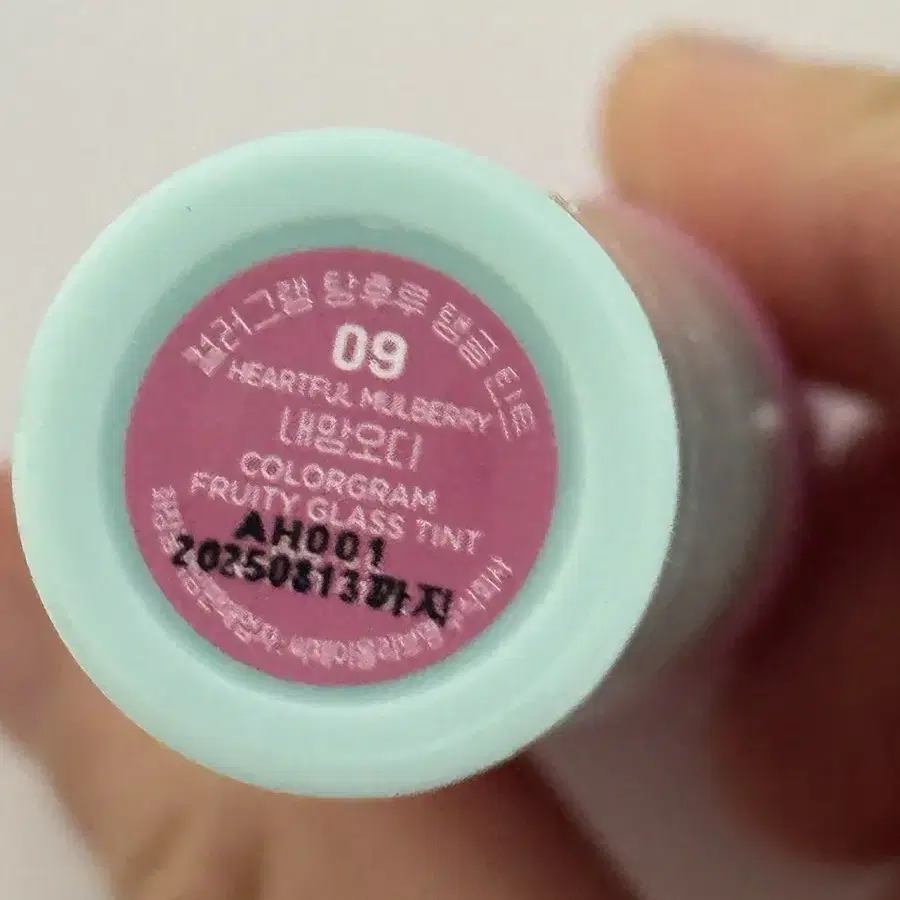 컬러그램 탕후루 탱글 틴트
09
HEARTFUL MULBERRY
내맘오디
COLORGRAM
FRUITY GLASS TINT
AH001
20250813까지